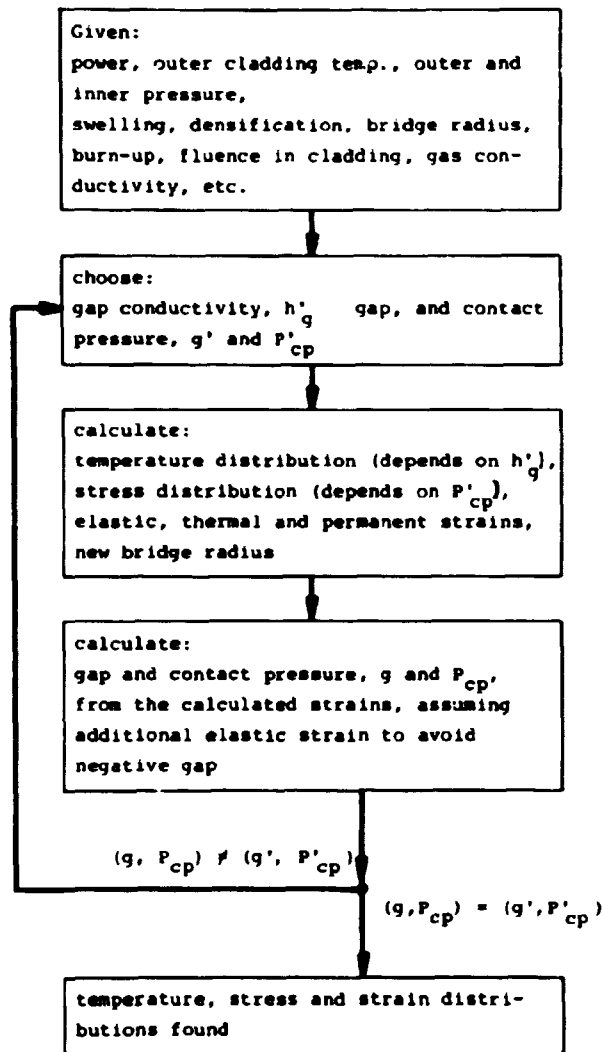 Given:
power, outer cladding temp., outer and
inner pressure,
swelling, densification, bridge radius,
burn-up, fluence in cladding, gas con-
ductivity, etc.
choose:
gap conductivity, h'g gap, and contact
pressure, g' and P'cp
calculate:
temperature distribution (depends on h'g),
stress distribution (depends on P'cp),
elastic, thermal and permanent strains,
new bridge radius
calculate:
gap and contact pressure, g and Pcp,
from the calculated strains, assuming
additional elastic strain to avoid
negative gap
(g, Pcp) ≠ (g', P'cp)
(g,Pcp) = (g',P'cp)
temperature, stress and strain distri-
butions found